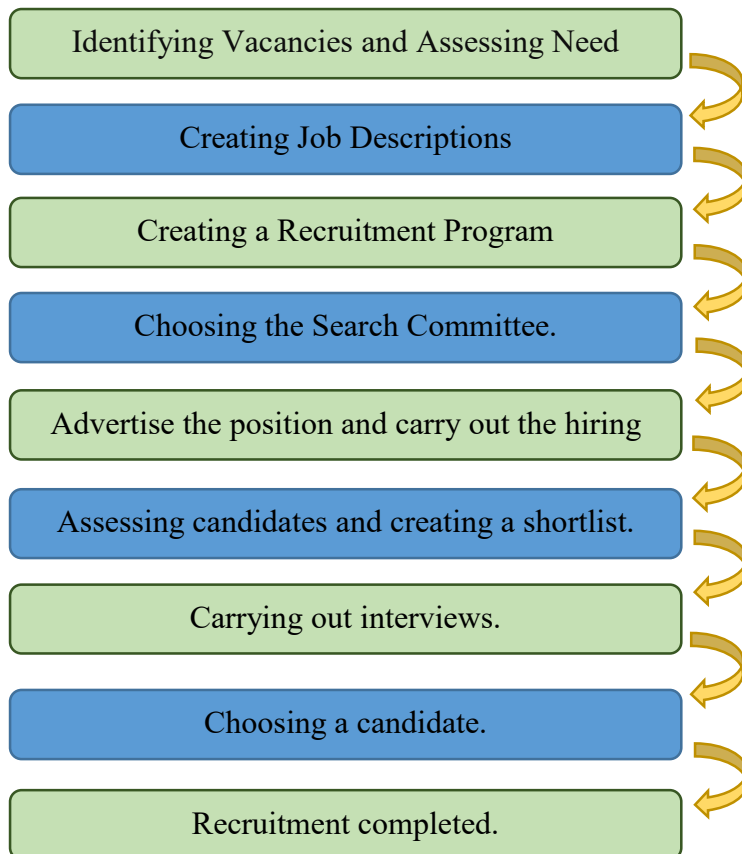 Identifying Vacancies and Assessing Need
Creating Job Descriptions
Creating a Recruitment Program
Choosing the Search Committee.
Advertise the position and carry out the hiring
Assessing candidates and creating a shortlist.
Carrying out interviews.
Choosing a candidate.
Recruitment completed.